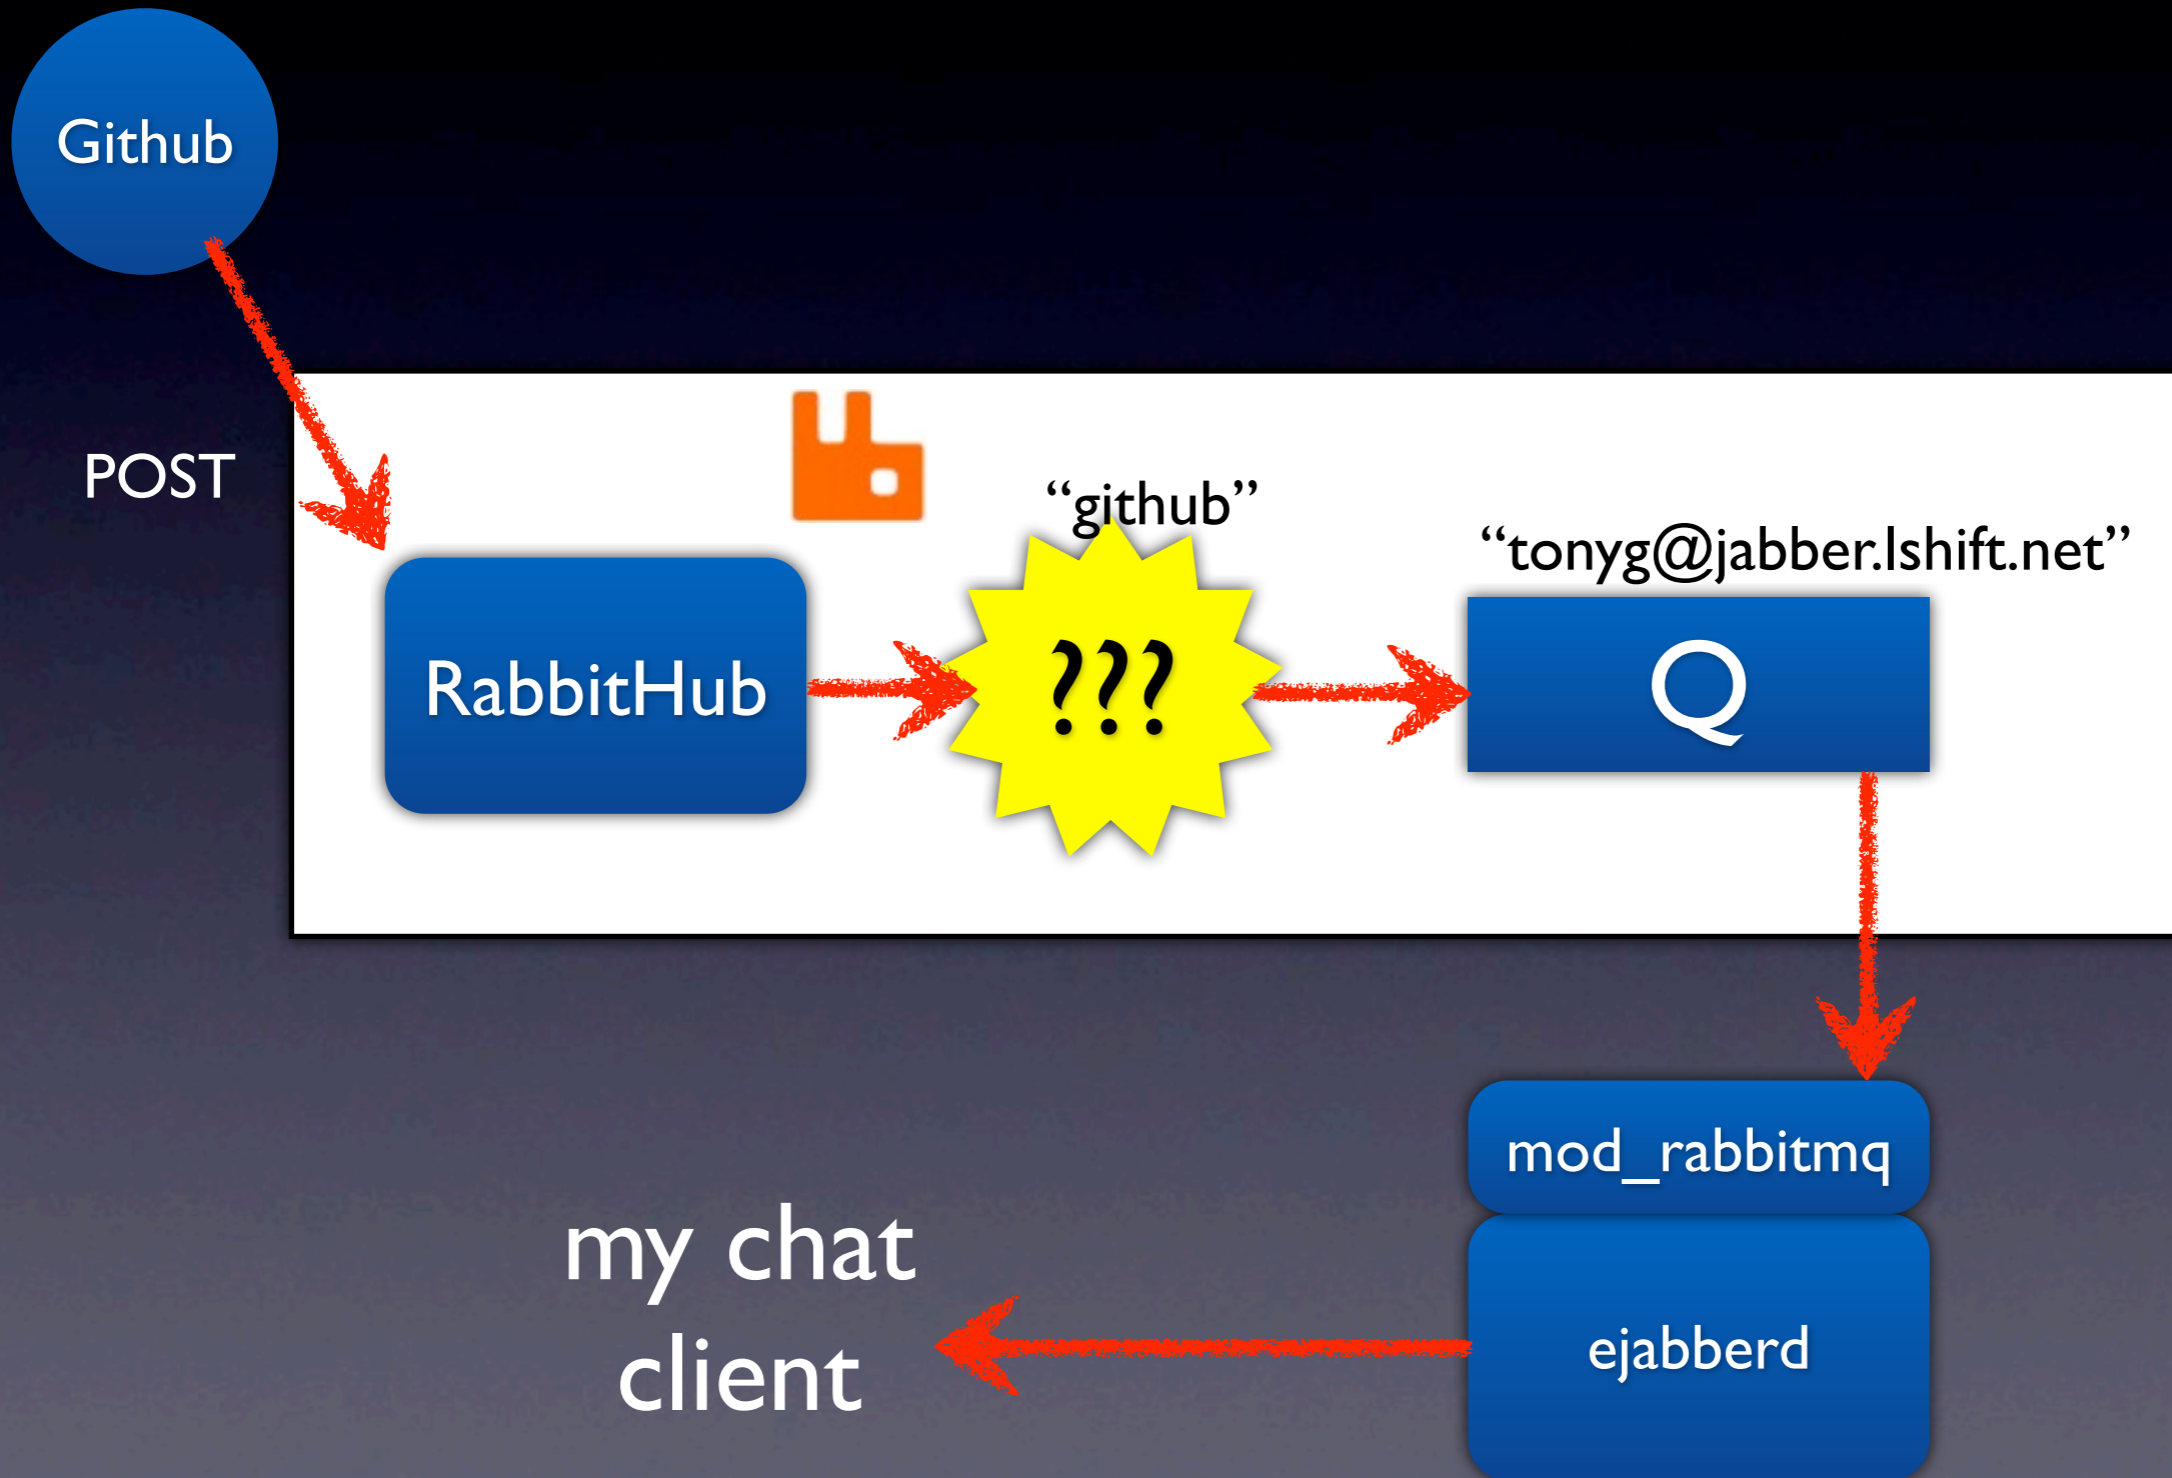 Github
POST
“github”
“tonyg@jabber.lshift.net”
RabbitHub
???
Q
mod_rabbitmq
my chat
client
ejabberd